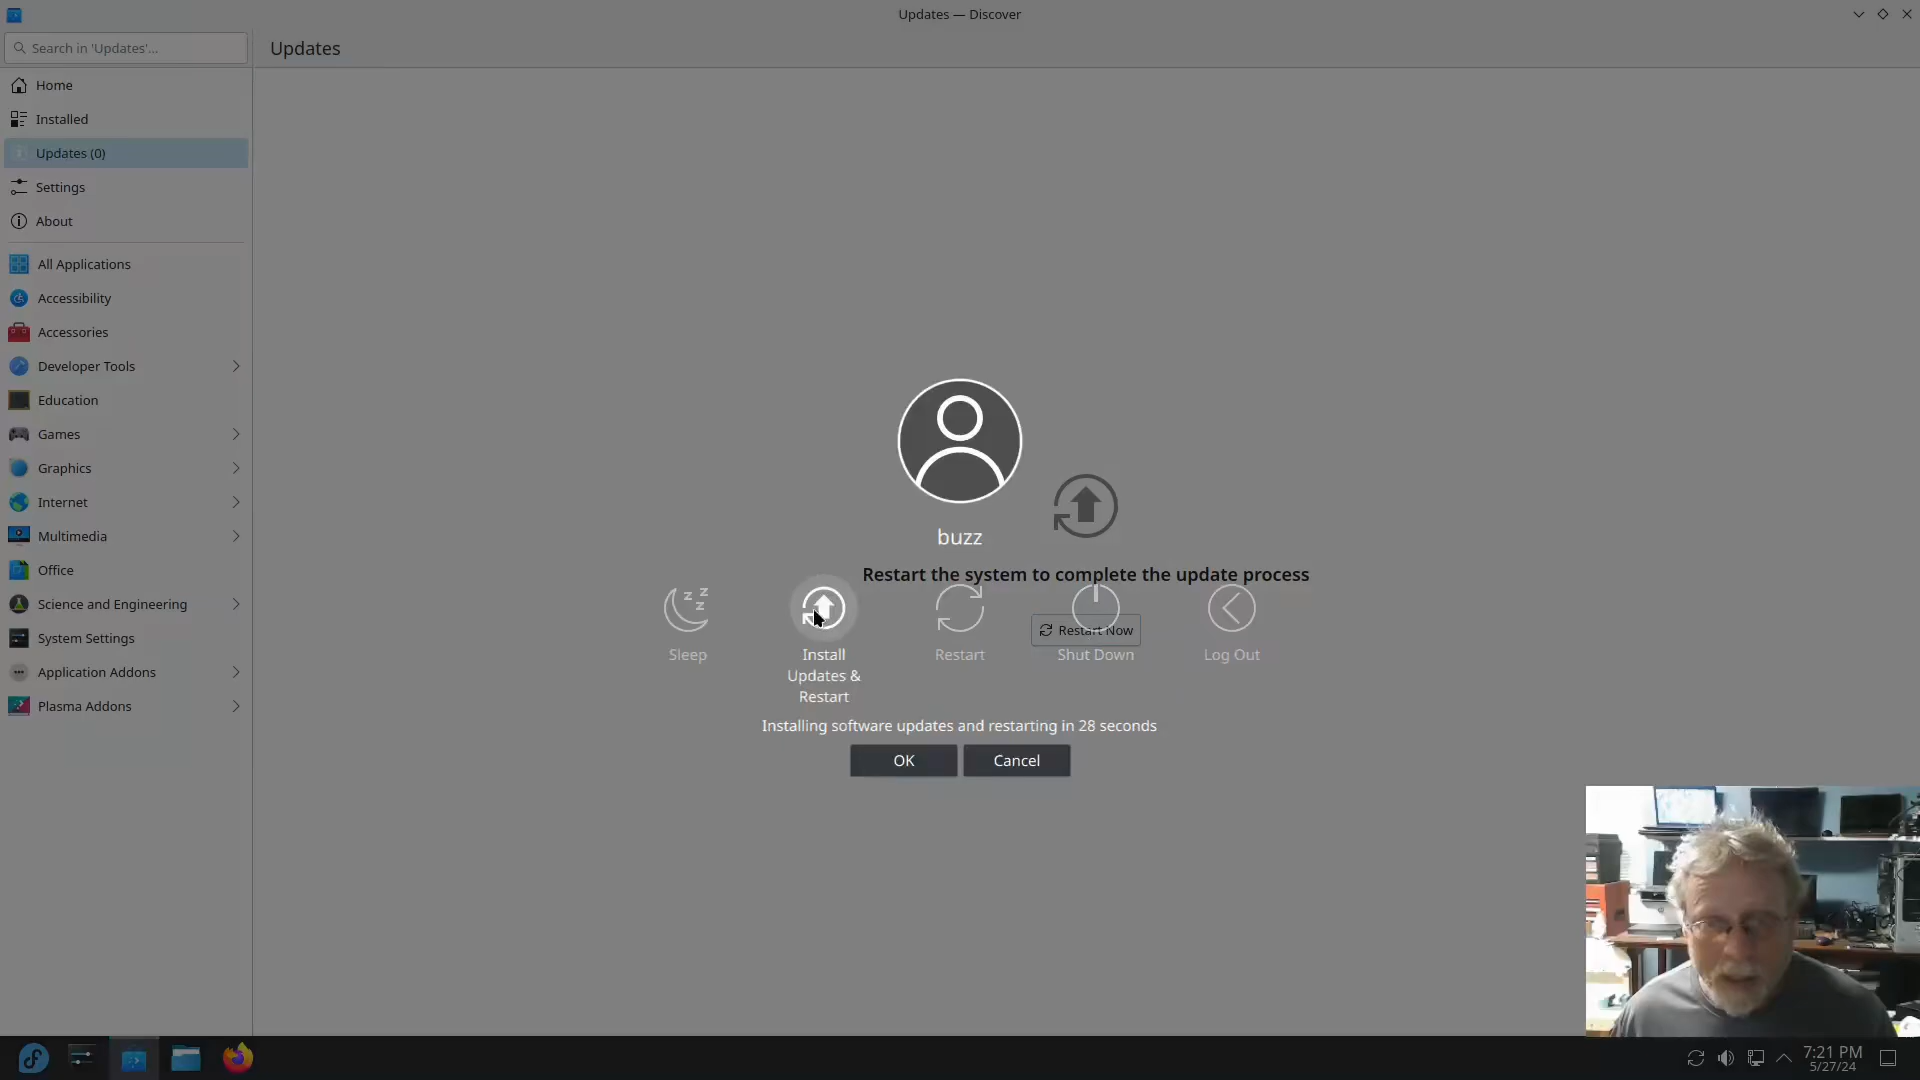 Updates — Discover
Search in 'Updates'...
Updates
Home
Installed
Updates (0)
Settings
About
All Applications
Accessibility
Accessories
Developer Tools
Education
Games
Graphics
Internet
Multimedia
Office
Science and Engineering
System Settings
Application Addons
Plasma Addons
buzz
Restart the system to complete the update process
Restart Now
Sleep
Install
Updates &
Restart
Restart
Shut Down
Log Out
Installing software updates and restarting in 28 seconds
OK
Cancel
7:21 PM
5/27/24